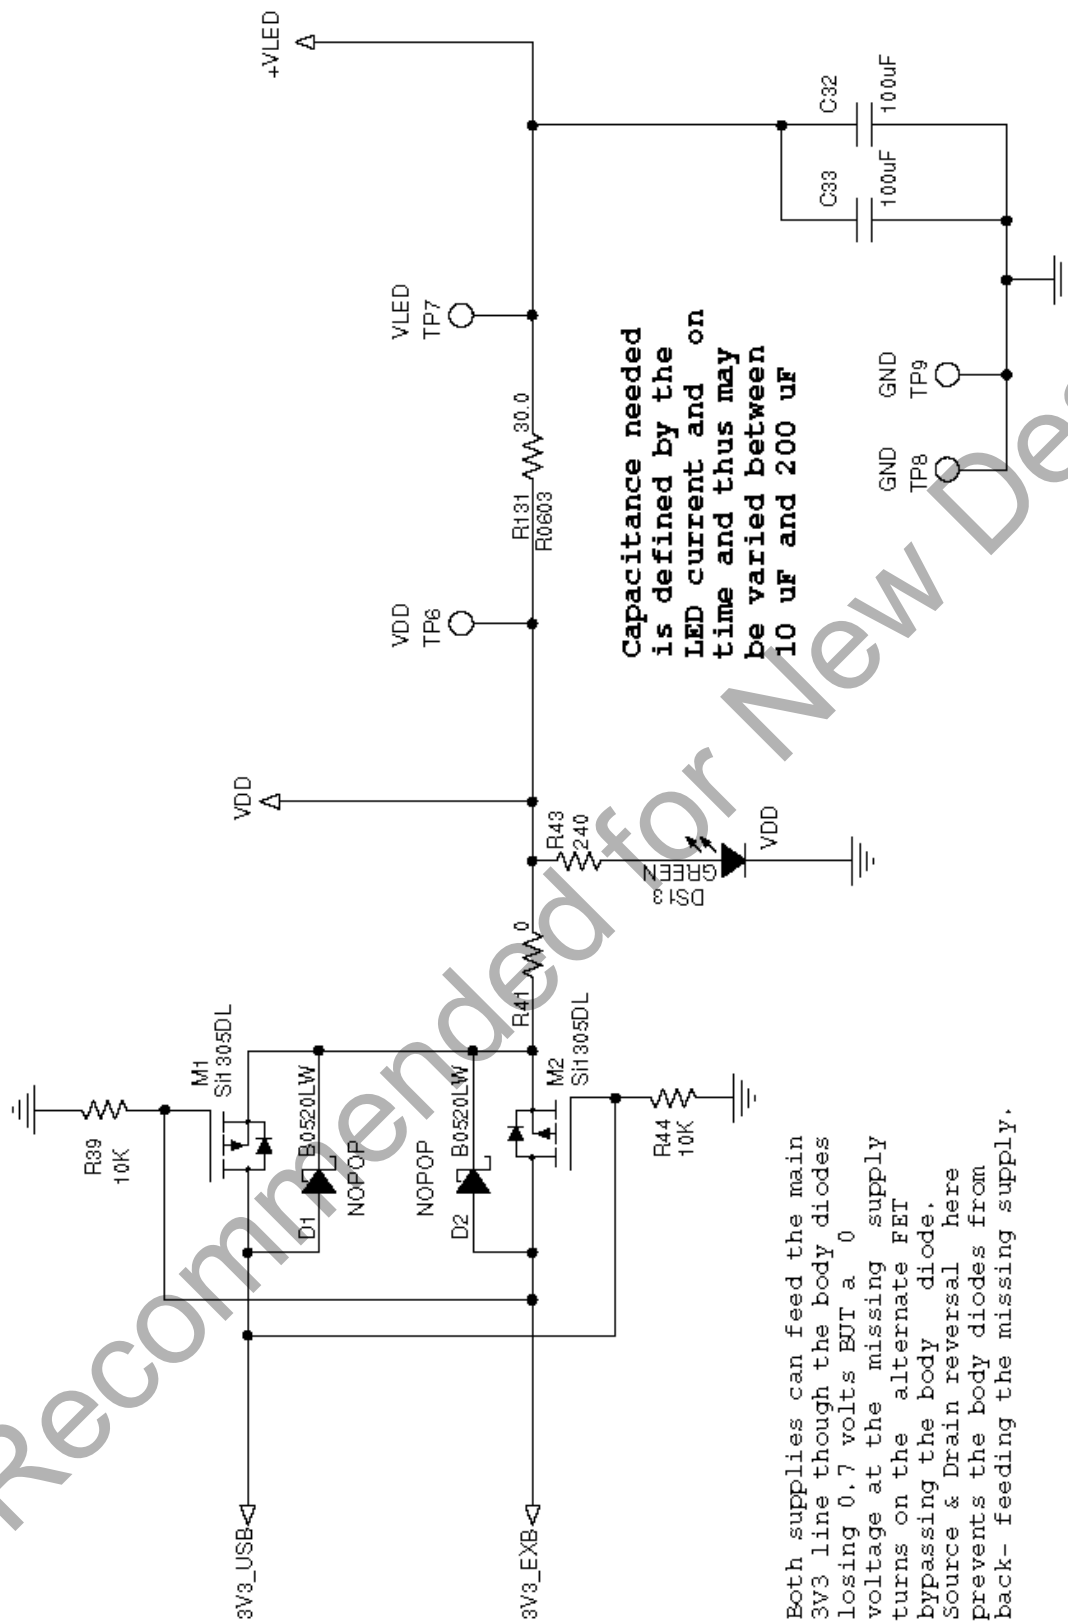 +VLED
C32
100uF
C33
100uF
VLED
TP7
GND
TP9
GND
TP8
30.0
R131
R0603
VDD
TP6
Capacitance needed
is defined by the
LED current and on
time and thus may
be varied between
10 uF and 200 uF
VDD
R43
240
DS13
GREEN
VDD
0
R41
M1
Si1305DL
R39
10K
B0520LW
D1
NOPOP
NOPOP
B0520LW
D2
M2
Si1305DL
R44
10K
3V3_USB
3V3_EXB
Both supplies can feed the main
3V3 line though the body diodes
losing 0.7 volts BUT a 0
voltage at the missing supply
turns on the alternate FET
bypassing the body diode.
Source & Drain reversal here
prevents the body diodes from
back- feeding the missing supply.
Recommended for New Des